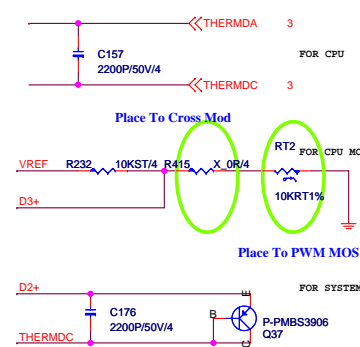 THERMDA 3
C157
2200P/50V/4
FOR CPU
THERMDC 3
Place To Cross Mod
RT2
FOR CPU MO
VREF R232 10KST/4 R415 X_0R/4
10KRT1%
D3+
Place To PWM MOS
D2+
E
FOR SYSTEM
C176
2200P/50V/4
B
P-PMBS3906
Q37
THERMDC
C